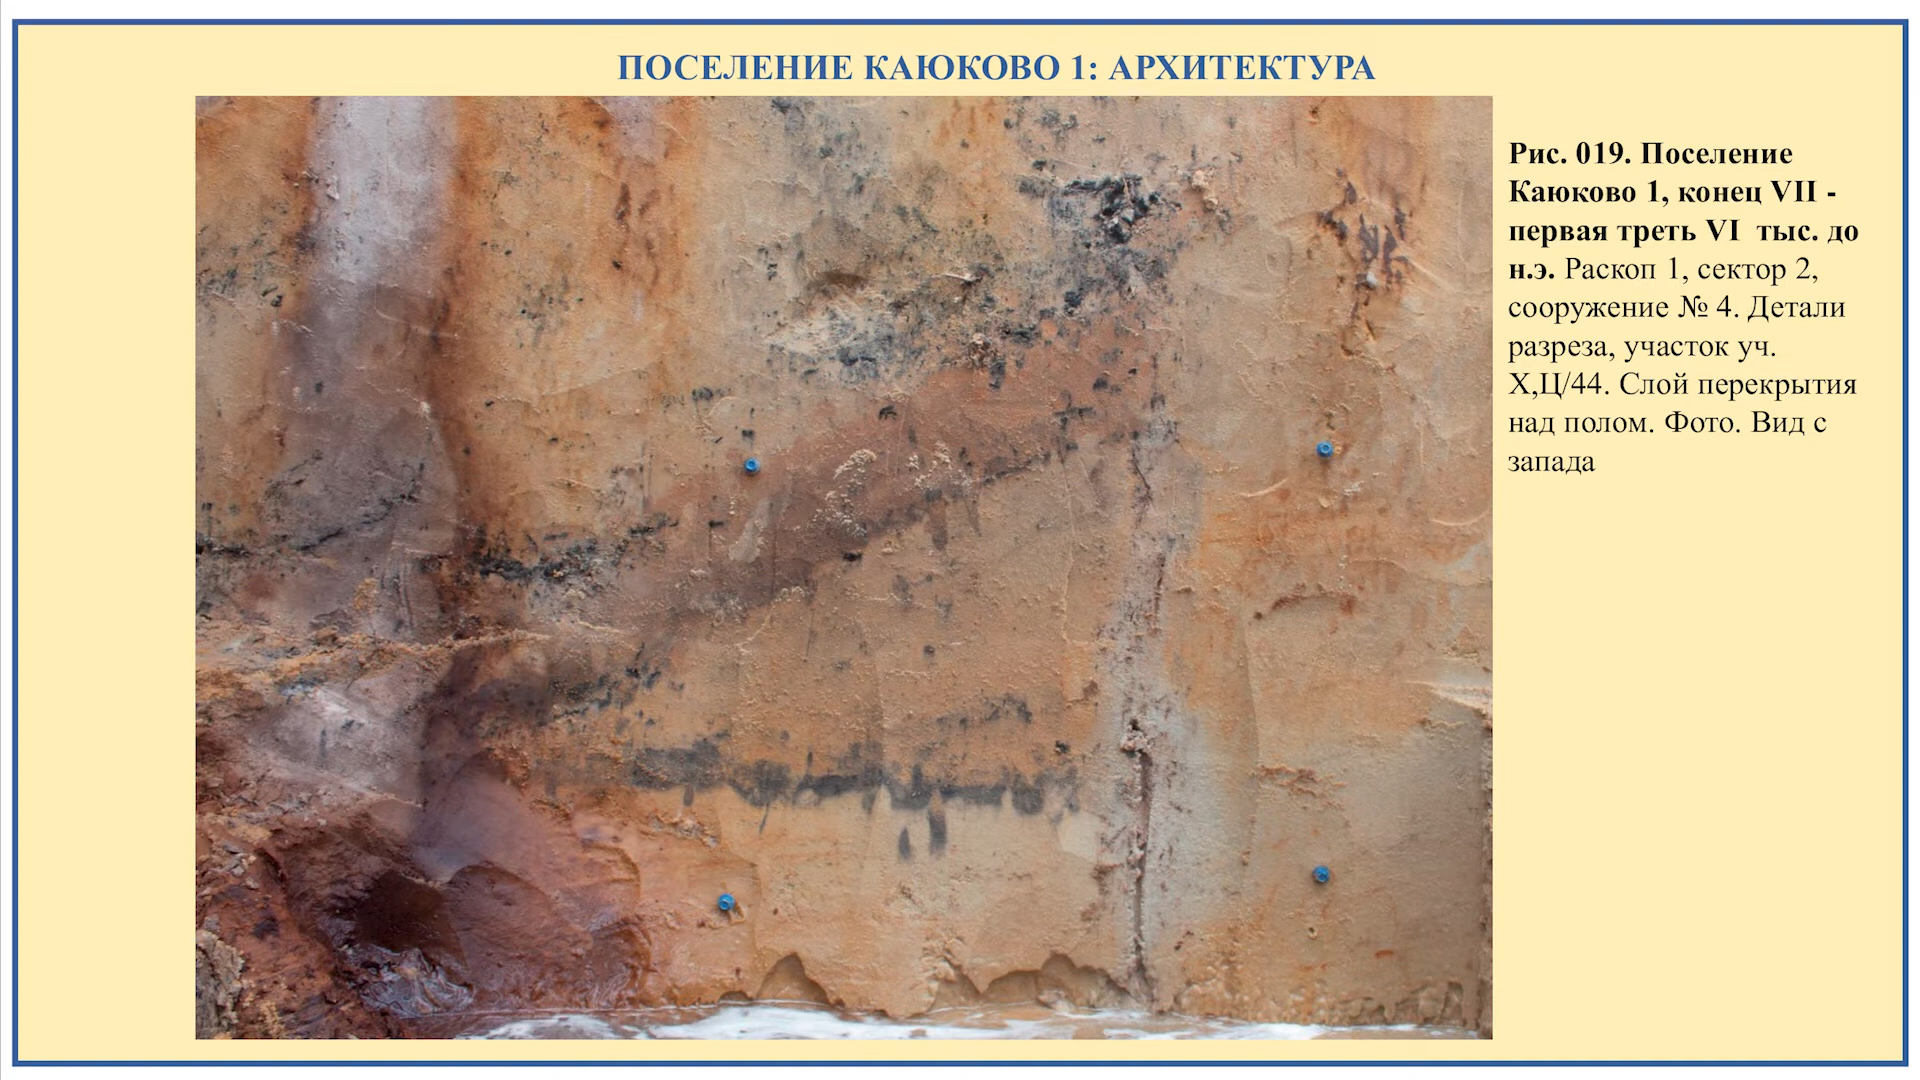 ПОСЕЛЕНИЕ КАЮКОВО 1: АРХИТЕКТУРА
Рис. 019. Поселение
Каюково 1, конец VII -
первая треть VI тыс. до
н.э. Раскоп 1, сектор 2,
сооружение № 4. Детали
разреза, участок уч.
Х,Ц/44. Слой перекрытия
над полом. Фото. Вид с
запада